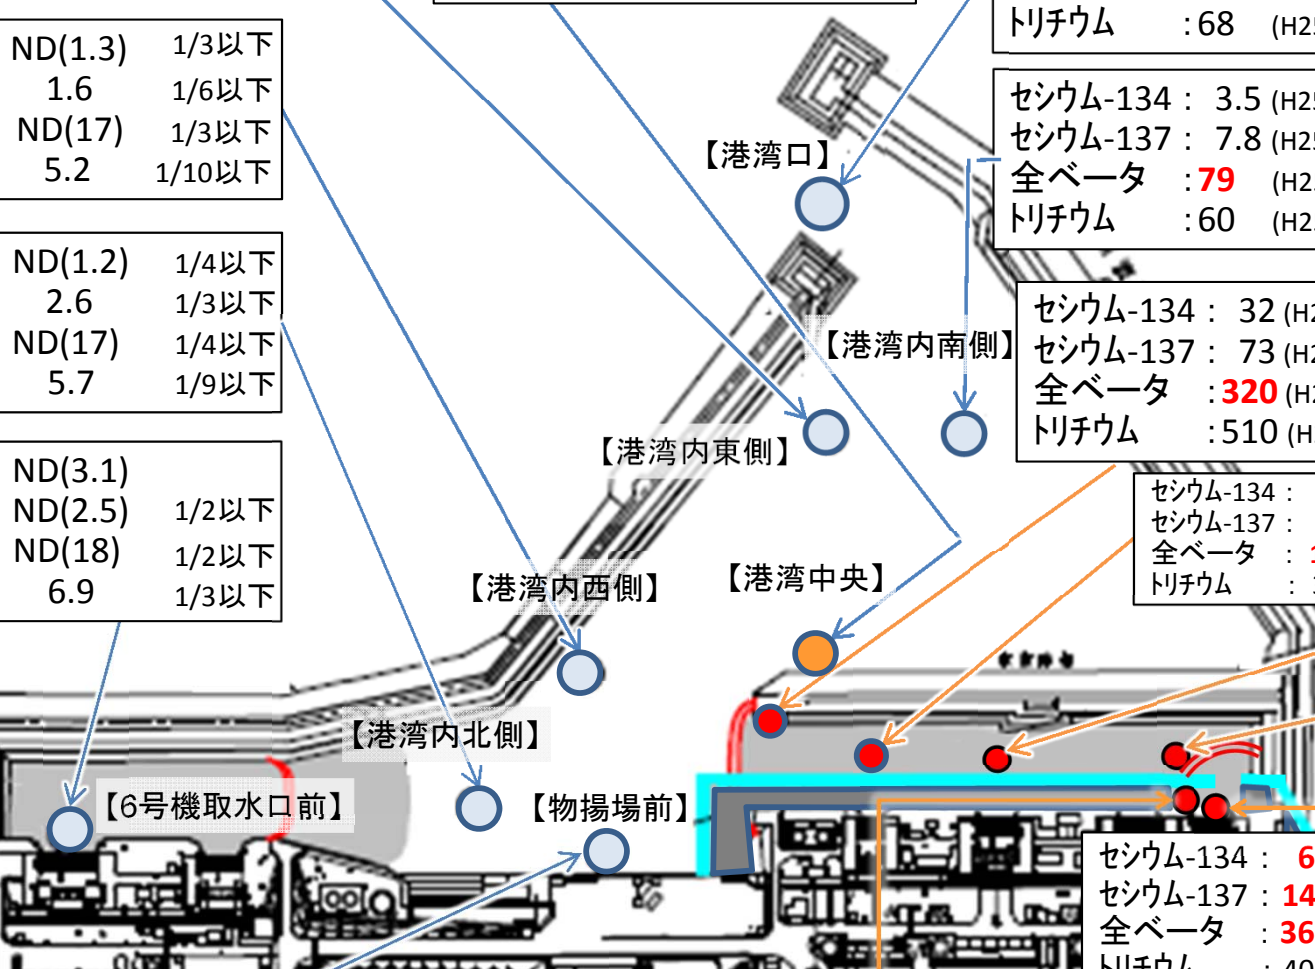 ND(1.3) 1/3以下
1.6 1/6以下
ND(17) 1/3以下
5.2 1/10以下
ND(1.2) 1/4以下
2.6 1/3以下
ND(17) 1/4以下
5.7 1/9以下
ND(3.1)
ND(2.5) 1/2以下
ND(18) 1/2以下
6.9 1/3以下
トリチウム :68 (H2
セシウム-134 : 3.5 (H2
セシウム-137 : 7.8 (H2
全ベータ :79 (H2
トリチウム :60 (H2
セシウム-134 : 32 (H2
セシウム-137 : 73 (H2
全ベータ :320 (H2
トリチウム :510 (H
セシウム-134 :
セシウム-137 :
全ベータ : 1
トリチウム :
【港湾口】
【港湾内南側】
【港湾内東側】
【港湾内西側】
【港湾中央】
【港湾内北側】
【6号機取水口前】
【物揚場前】
セシウム-134 : 6
セシウム-137 : 14
全ベータ : 36
トリチウム : 40